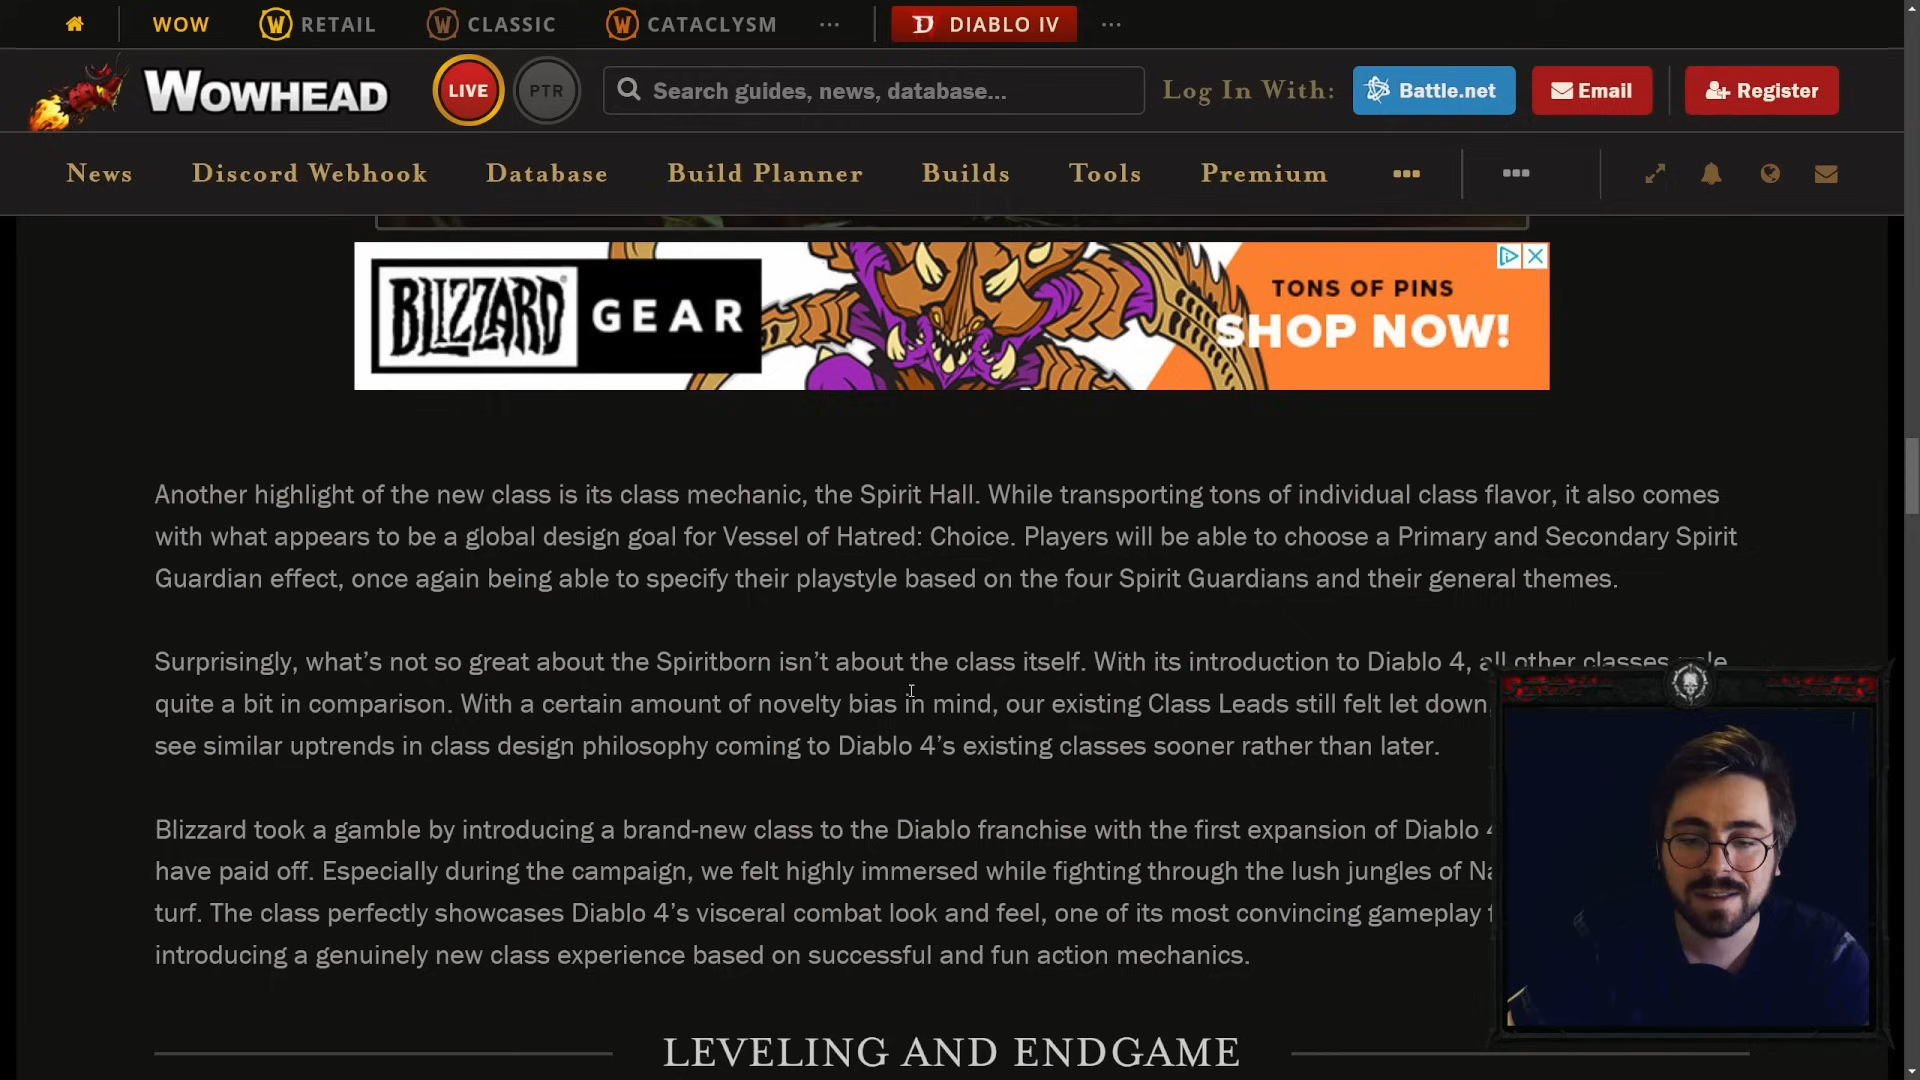 WOW
RETAIL
CLASSIC
CATACLYSM
...
DIABLO IV
...
WOWHEAD
LIVE
PTR
Search guides, news, database...
Log In With:
Battle.net
Email
Register
News
Discord Webhook
Database
Build Planner
Builds
Tools
Premium
BLIZZARD
GEAR
TONS OF PINS
SHOP NOW!
Another highlight of the new class is its class mechanic, the Spirit Hall. While transporting tons of individual class flavor, it also comes
with what appears to be a global design goal for Vessel of Hatred: Choice. Players will be able to choose a Primary and Secondary Spirit
Guardian effect, once again being able to specify their playstyle based on the four Spirit Guardians and their general themes.
Surprisingly, what's not so great about the Spiritborn isn't about the class itself. With its introduction to Diablo 4, all other classes
quite a bit in comparison. With a certain amount of novelty bias in mind, our existing Class Leads still felt let down,
see similar uptrends in class design philosophy coming to Diablo 4's existing classes sooner rather than later.
Blizzard took a gamble by introducing a brand-new class to the Diablo franchise with the first expansion of Diablo
have paid off. Especially during the campaign, we felt highly immersed while fighting through the lush jungles of
turf. The class perfectly showcases Diablo 4's visceral combat look and feel, one of its most convincing gameplay
introducing a genuinely new class experience based on successful and fun action mechanics.
LEVELING AND ENDGAME